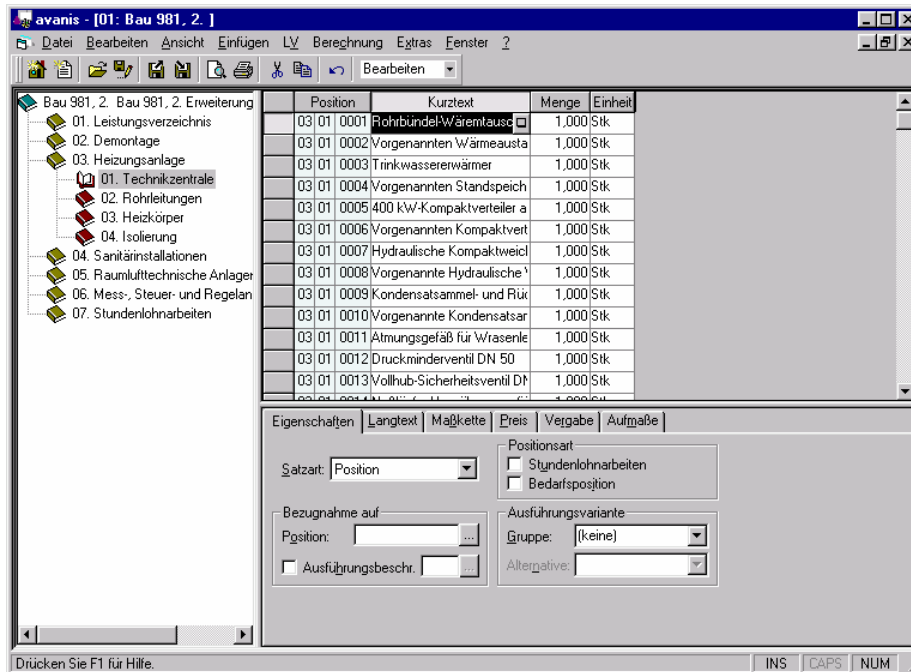 avanis - [01: Bau 981, 2. ]
Datei Bearbeiten Ansicht Einfügen LV Berechnung Extras Fenster ?
Bearbeiten
Bau 981, 2. Bau 981, 2. Erweiterung
01. Leistungsverzeichnis
02. Demontage
03. Heizungsanlage
01. Technikzentrale
02. Rohrleitungen
03. Heizkörper
04. Isolierung
04. Sanitärinstallationen
05. Raumlufttechnische Anlagen
06. Mess-, Steuer- und Regelan
07. Stundenlohnarbeiten
Position Kurztext Menge Einheit
03 01 0001 Rohrbündel-Wäremtausc 1,000 Stk
03 01 0002 Vorgenannten Wärmeausta 1,000 Stk
03 01 0003 Trinkwassererwärmer 1,000 Stk
03 01 0004 Vorgenannten Standspeich 1,000 Stk
03 01 0005 400 kW-Kompaktverteiler a 1,000 Stk
03 01 0006 Vorgenannten Kompaktvert 1,000 Stk
03 01 0007 Hydraulische Kompaktweicl 1,000 Stk
03 01 0008 Vorgenannte Hydraulische 1,000 Stk
03 01 0009 Kondensatsammel- und Rüc 1,000 Stk
03 01 0010 Vorgenannte Kondensatsar 1,000 Stk
03 01 0011 Atmungsgefäß für Wrasenle 1,000 Stk
03 01 0012 Druckminderventil DN 50 1,000 Stk
03 01 0013 Vollhub-Sicherheitsventil DN 1,000 Stk
Eigenschaften Langtext Maßkette Preis Vergabe Aufmaße
Satzart: Position
Positionsart
Stundenlohnarbeiten
Bedarfsposition
Bezugnahme auf
Position: ...
Ausführungsbeschr. ...
Ausführungsvariante
Gruppe: (keine)
Alternative:
Drücken Sie F1 für Hilfe. INS CAPS NUM